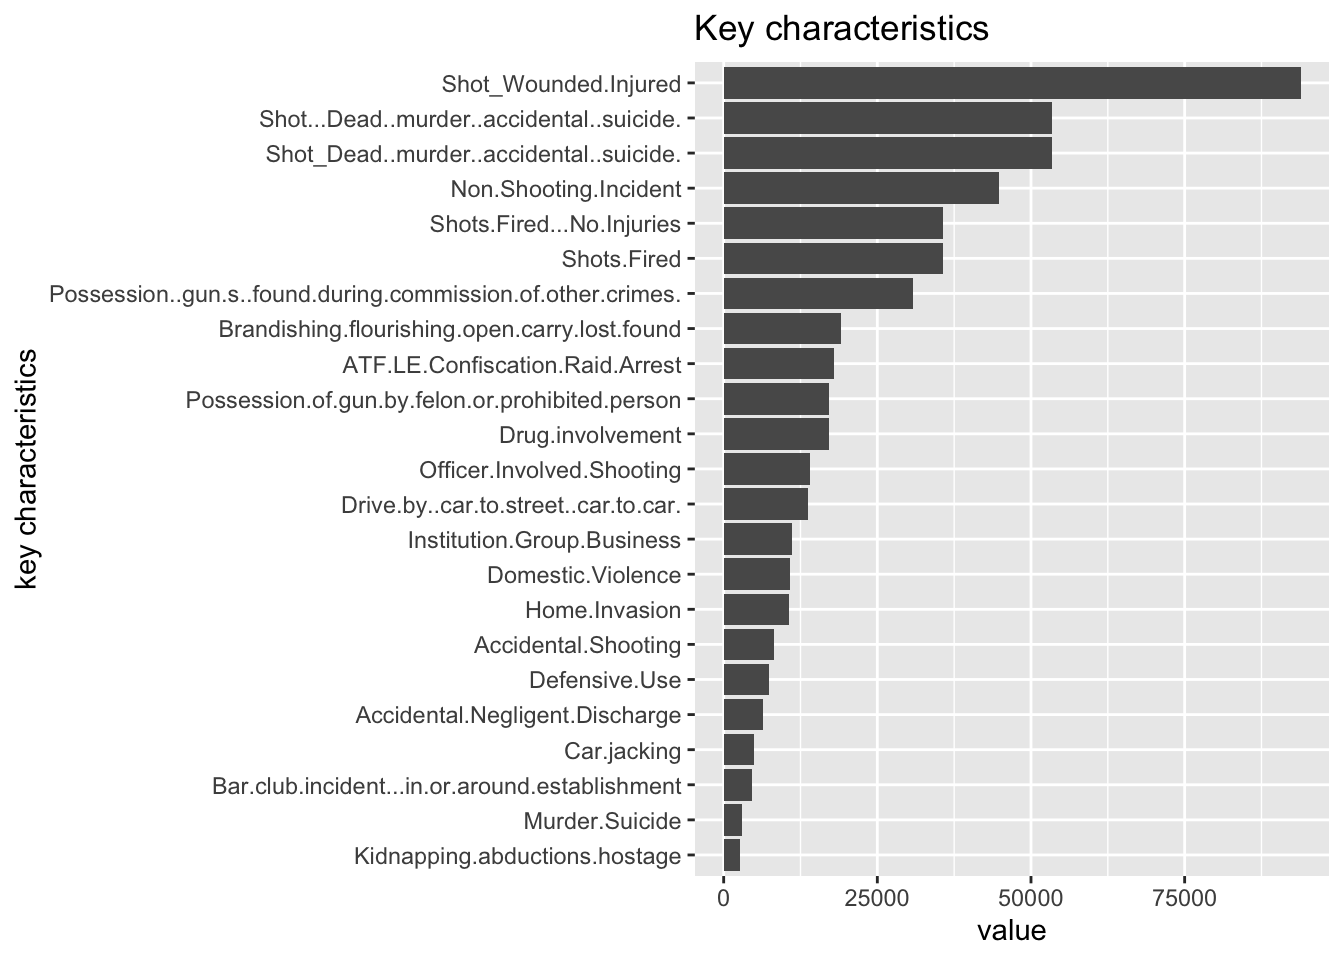 Key characteristics
Shot_Wounded.Injured
Shot...Dead..murder..accidental..suicide.
Shot_Dead..murder..accidental..suicide.
Non.Shooting.Incident
Shots.Fired...No.Injuries
Shots.Fired
Possession..gun.s..found.during.commission.of.other.crimes.
Brandishing.flourishing.open.carry.lost.found
ATF.LE.Confiscation.Raid.Arrest
Possession.of.gun.by.felon.or.prohibited.person
Drug.involvement
Officer.Involved.Shooting
Drive.by..car.to.street..car.to.car.
Institution.Group.Business
Domestic.Violence
Home.Invasion
Accidental.Shooting
Defensive.Use
Accidental.Negligent.Discharge
Car.jacking
Bar.club.incident...in.or.around.establishment
Murder.Suicide
Kidnapping.abductions.hostage
key characteristics
0 25000 50000 75000
value